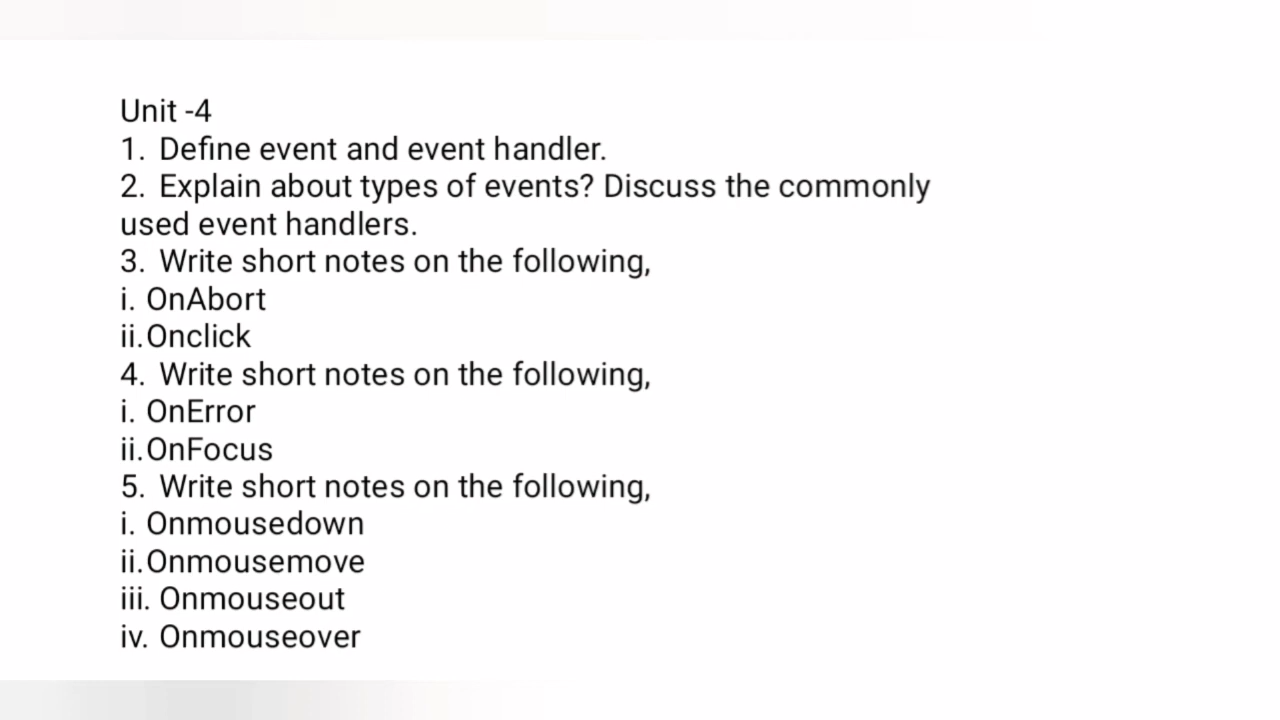 Unit -4
1. Define event and event handler.
2. Explain about types of events? Discuss the commonly
used event handlers.
3. Write short notes on the following,
i. OnAbort
ii.Onclick
4. Write short notes on the following,
i. OnError
ii.OnFocus
5. Write short notes on the following,
i. Onmousedown
ii.Onmousemove
iii. Onmouseout
iv. Onmouseover